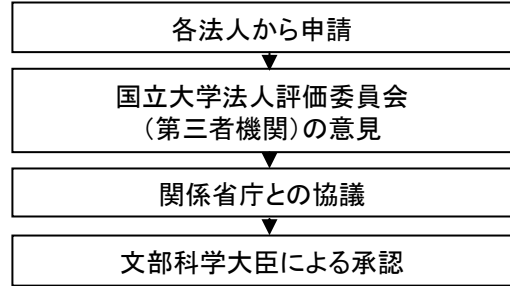 各法人から申請
国立大学法人評価委員会
（第三者機関）の意見
関係省庁との協議
文部科学大臣による承認